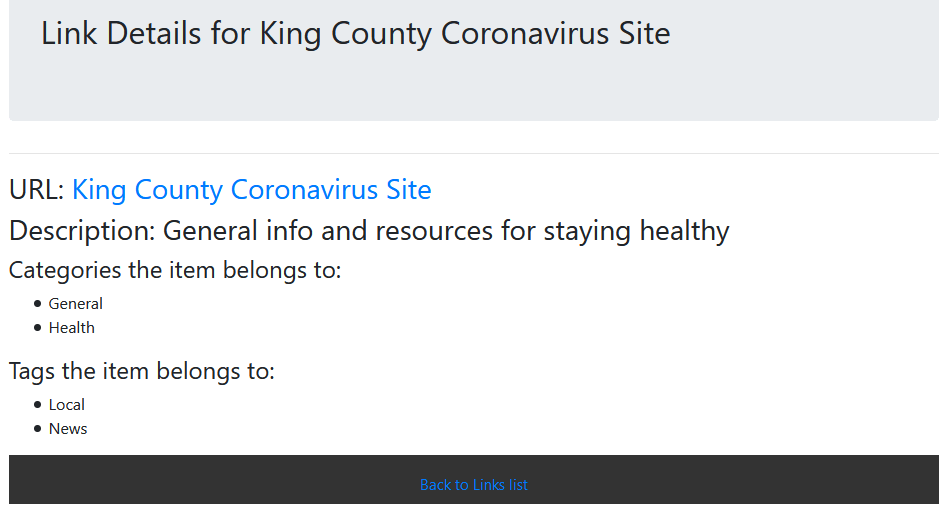 Link Details for King County Coronavirus Site
URL: King County Coronavirus Site
Description: General info and resources for staying healthy
Categories the item belongs to:
General
Health
Tags the item belongs to:
Local
News
Back to Links list